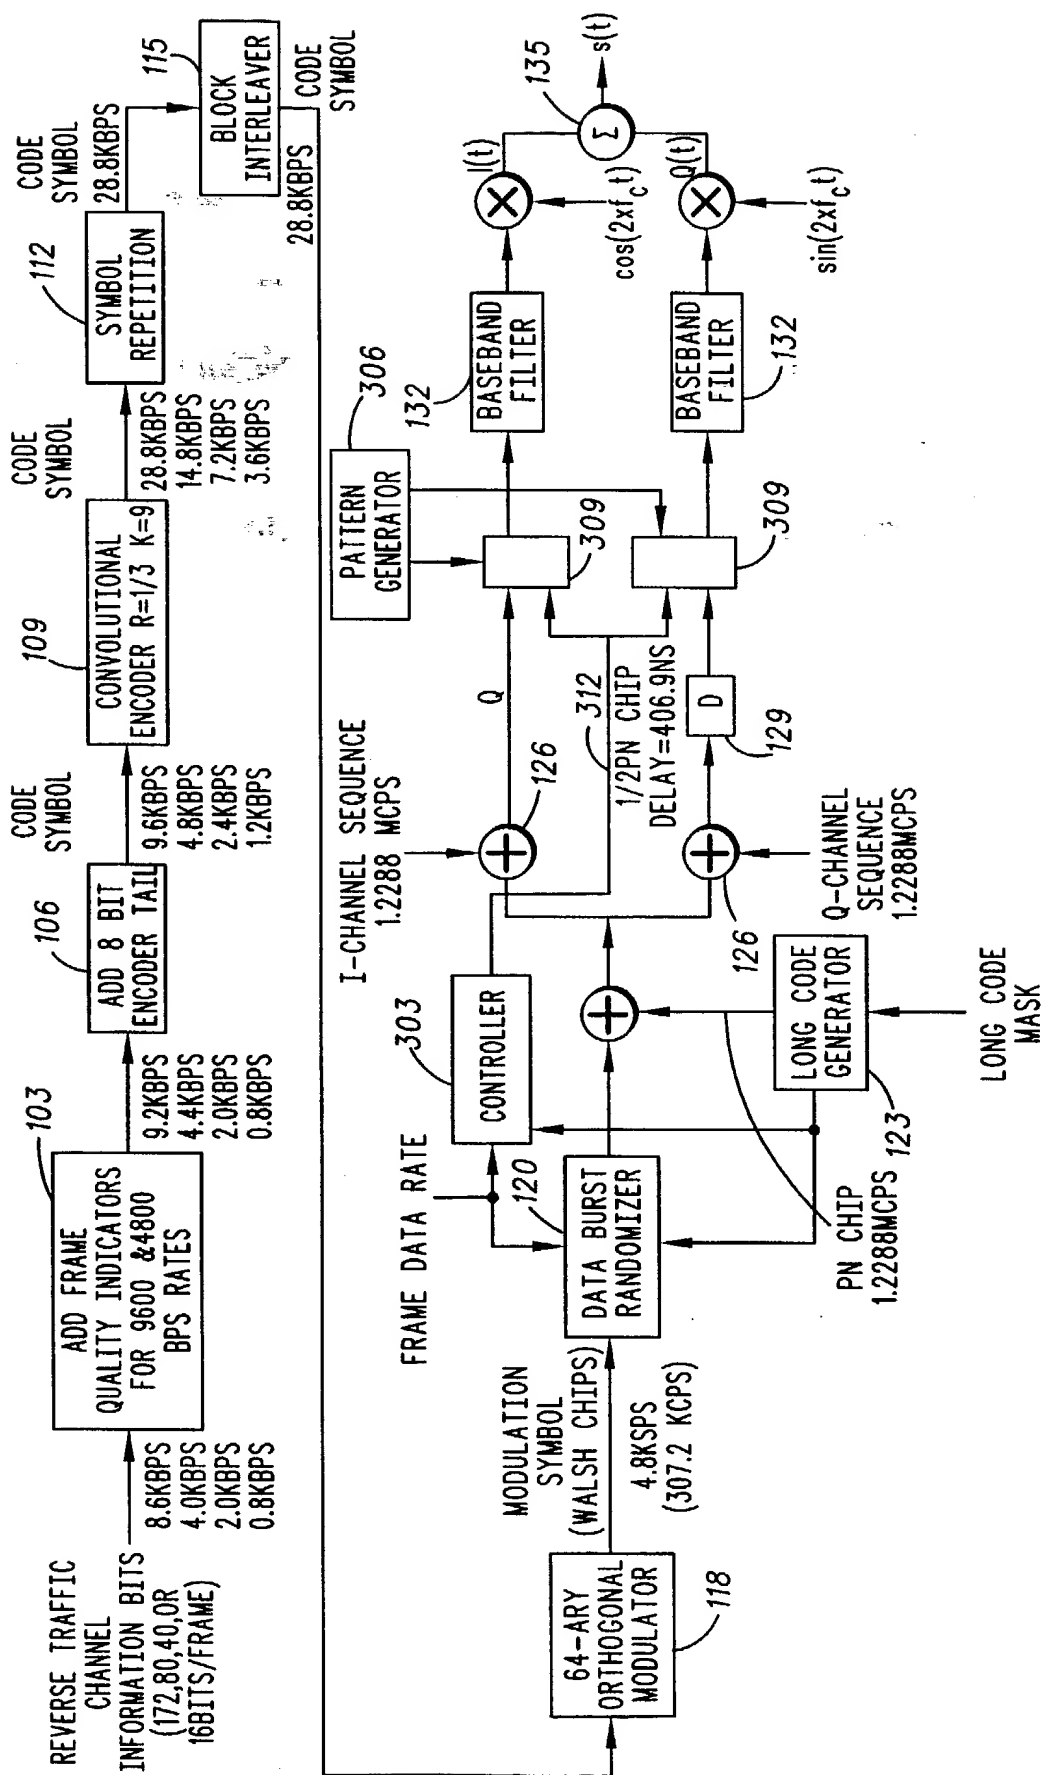 REVERSE TRAFFIC
CHANNEL
INFORMATION BITS
(172,80,40,OR
16BITS/FRAME)
8.6KBPS
4.0KBPS
2.0KBPS
0.8KBPS
103
ADD FRAME
QUALITY INDICATORS
FOR 9600 &4800
BPS RATES
9.2KBPS
4.4KBPS
2.0KBPS
0.8KBPS
106
ADD 8 BIT
ENCODER TAIL
CODE
SYMBOL
9.6KBPS
4.8KBPS
2.4KBPS
1.2KBPS
109
CONVOLUTIONAL
ENCODER R=1/3 K=9
CODE
SYMBOL
28.8KBPS
14.8KBPS
7.2KBPS
3.6KBPS
112
SYMBOL
REPETITION
CODE
SYMBOL
28.8KBPS
115
BLOCK
INTERLEAVER
CODE
SYMBOL
28.8KBPS
64-ARY
ORTHOGONAL
MODULATOR
118
MODULATION
SYMBOL
(WALSH CHIPS)
4.8KSPS
(307.2 KCPS)
FRAME DATA RATE
120
DATA BURST
RANDOMIZER
303
CONTROLLER
PN CHIP
1.2288MCPS
123
LONG CODE
GENERATOR
LONG CODE
MASK
I-CHANNEL SEQUENCE
1.2288 MCPS
126
Q
126
Q-CHANNEL
SEQUENCE
1.2288MCPS
312
1/2PN CHIP
DELAY=406.9NS
D
129
PATTERN
GENERATOR
306
309
309
132
BASEBAND
FILTER
BASEBAND
FILTER
132
I(t)
cos(2xfct)
Q(t)
sin(2xfct)
Σ
135
s(t)